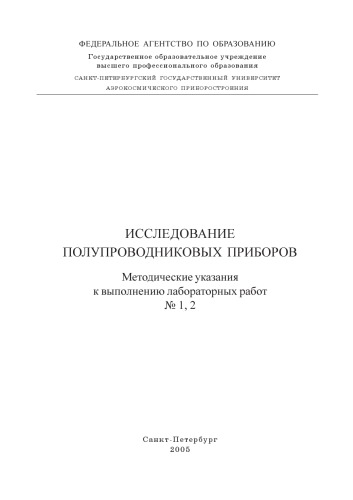 ФЕДЕРАЛЬНОЕ АГЕНТСТВО ПО ОБРАЗОВАНИЮ
Государственное образовательное учреждение
высшего профессионального образования
САНКТ-ПЕТЕРБУРГСКИЙ ГОСУДАРСТВЕННЫЙ УНИВЕРСИТЕТ
АЭРОКОСМИЧЕСКОГО ПРИБОРОСТРОЕНИЯ
ИССЛЕДОВАНИЕ
ПОЛУПРОВОДНИКОВЫХ ПРИБОРОВ
Методические указания
к выполнению лабораторных работ
№ 1, 2
Санкт-Петербург
2005